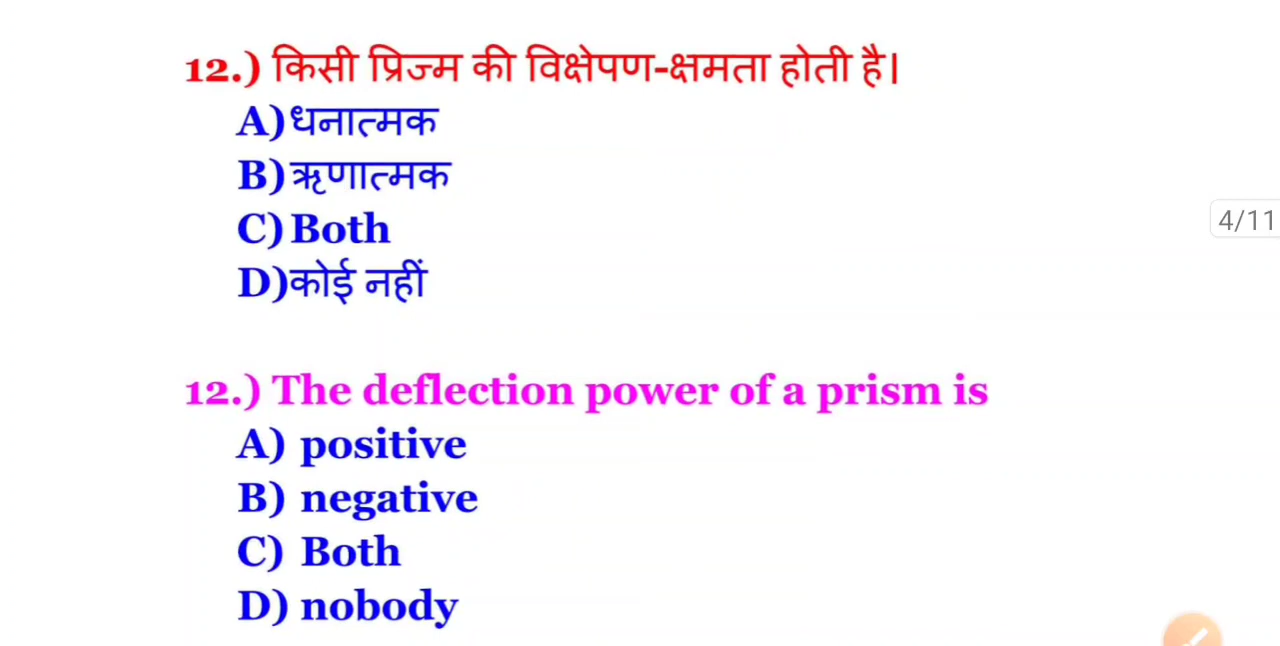 12.) किसी प्रिज्म की विक्षेपण-क्षमता होती है।
A)धनात्मक
B)ऋणात्मक
C) Both
D)कोई नहीं
4/11
12.) The deflection power of a prism is
A) positive
B) negative
C) Both
D) nobody